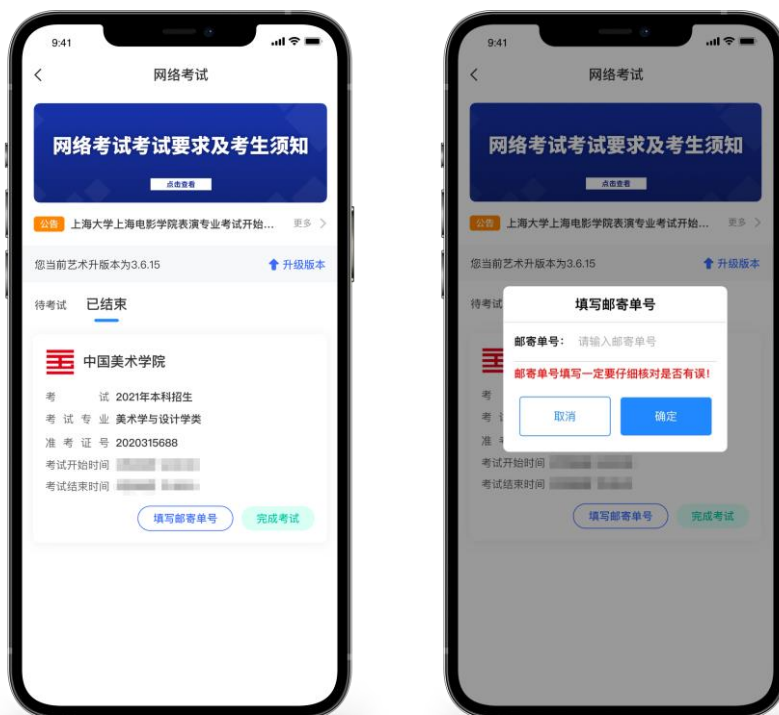 9:41
网络考试
网络考试考试要求及考生须知
点击查看
公告 上海大学上海电影学院表演专业考试开始... 更多 >
您当前艺术升版本为3.6.15 升级版本
待考试 已结束
中国美术学院
考试 2021年本科招生
考试专业 美术学与设计学类
准考证号 2020315688
考试开始时间
考试结束时间
填写邮寄单号 完成考试
9:41
网络考试
网络考试考试要求及考生须知
点击查看
公告 上海大学上海电影学院表演专业考试开始... 更多 >
您当前艺术升版本为3.6.15 升级版本
待考试
填写邮寄单号
邮寄单号： 请输入邮寄单号
邮寄单号填写一定要仔细核对是否有误!
取消 确定
考
考
准
考试开始时间
考试结束时间
填写邮寄单号 完成考试